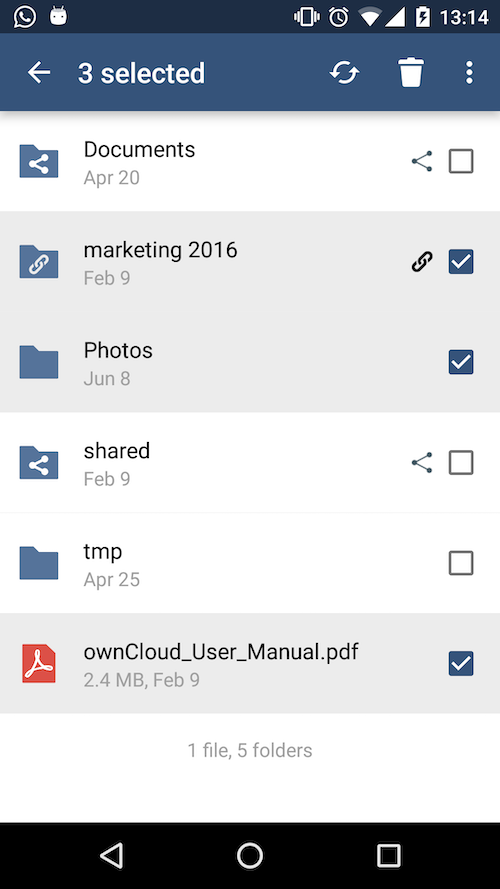 13:14
3 selected
Documents
Apr 20
marketing 2016
Feb 9
Photos
Jun 8
shared
Feb 9
tmp
Apr 25
ownCloud_User_Manual.pdf
2.4 MB, Feb 9
1 file, 5 folders